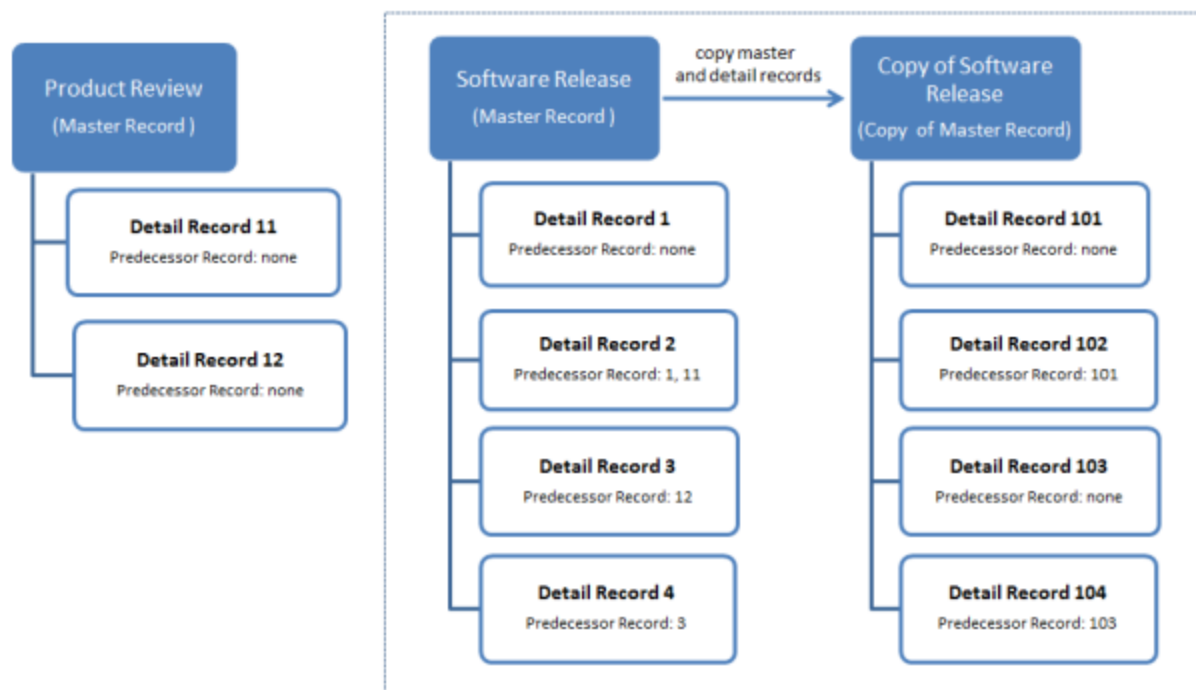 Product Review
(Master Record )
Detail Record 11
Predecessor Record: none
Detail Record 12
Predecessor Record: none
Software Release
(Master Record )
copy master
and detail records
Copy of Software
Release
(Copy of Master Record)
Detail Record 1
Predecessor Record: none
Detail Record 2
Predecessor Record: 1, 11
Detail Record 3
Predecessor Record: 12
Detail Record 4
Predecessor Record: 3
Detail Record 101
Predecessor Record: none
Detail Record 102
Predecessor Record: 101
Detail Record 103
Predecessor Record: none
Detail Record 104
Predecessor Record: 103